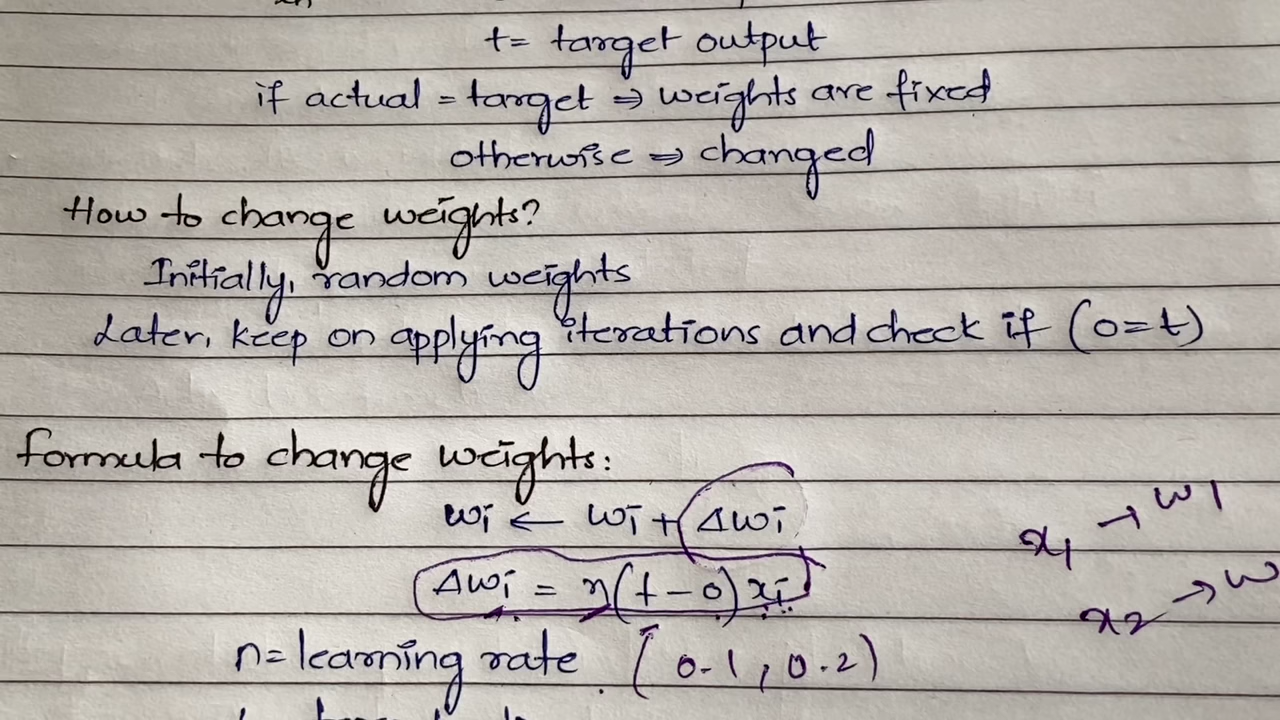 t= target output
if actual = target ⇒ weights are fixed
otherwise ⇒ changed
How to change weights?
Initially, random weights
Later, keep on applying iterations and check if (o=t)
formula to change weights:
wi ← wi + Δwi
x1 → w1
Δwi = η(t-o) xi
x2 → w
n= learning rate (0.1, 0.2)